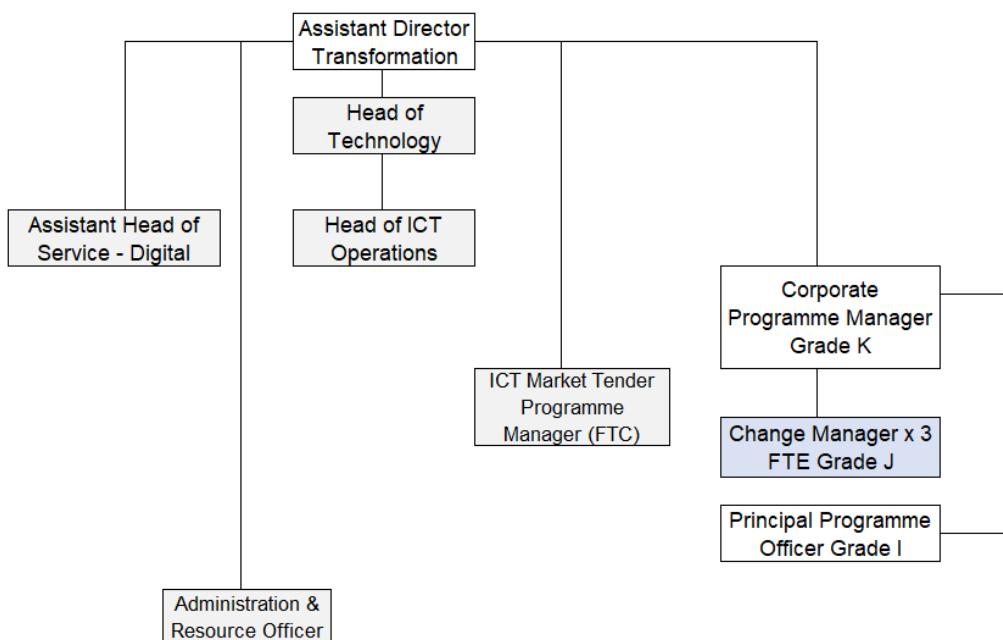 Assistant Director
Transformation
Head of
Technology
Assistant Head of
Service - Digital
Head of ICT
Operations
Corporate
Programme Manager
Grade K
ICT Market Tender
Programme
Manager (FTC)
Change Manager x 3
FTE Grade J
Principal Programme
Officer Grade I
Administration &
Resource Officer